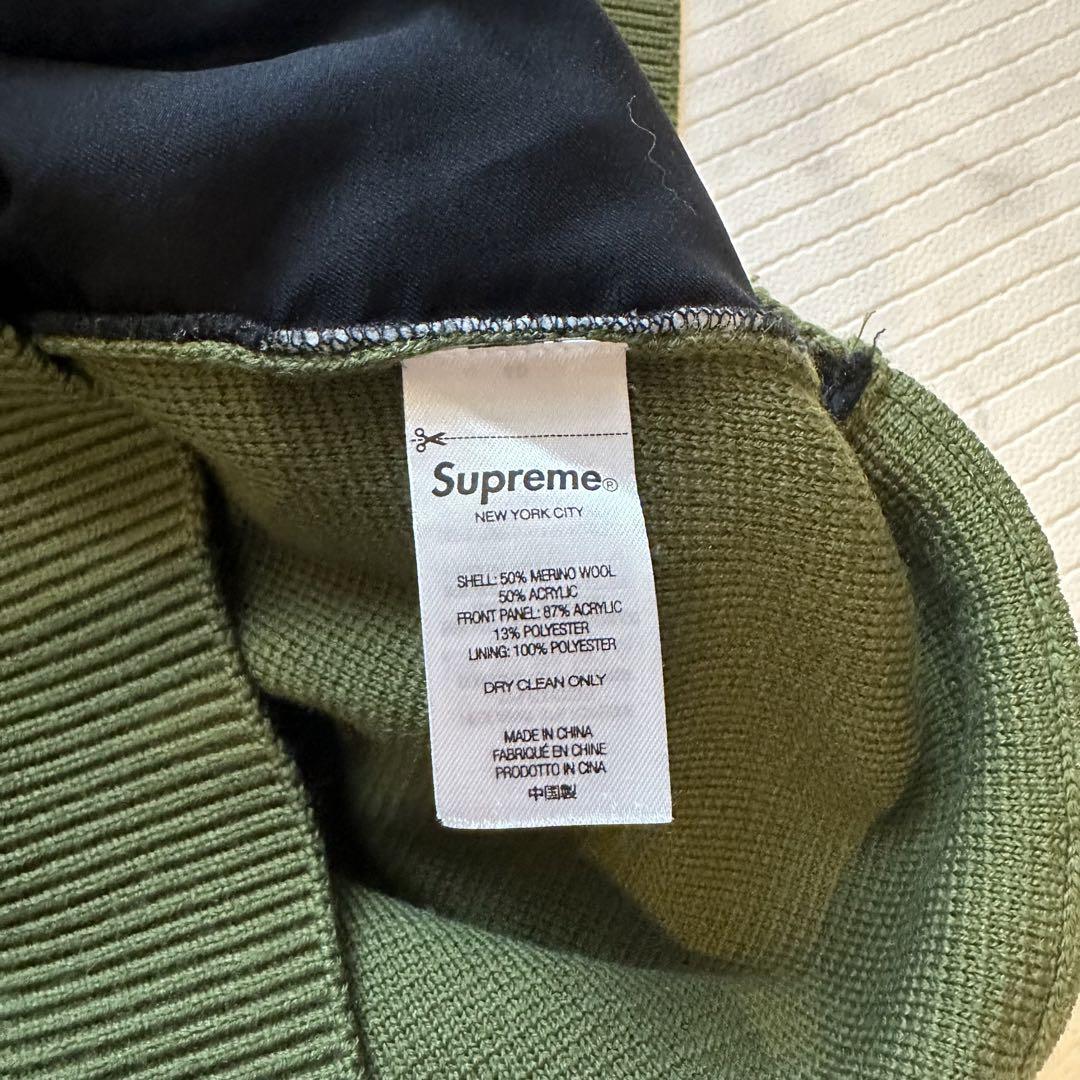 Supreme®
NEW YORK CITY
SHELL: 50% MERINO WOOL
50% ACRYLIC
FRONT PANEL: 87% ACRYLIC
13% POLYESTER
LINING: 100% POLYESTER
DRY CLEAN ONLY
MADE IN CHINA
FABRIQUÉ EN CHINE
PRODOTTO IN CINA
中国製